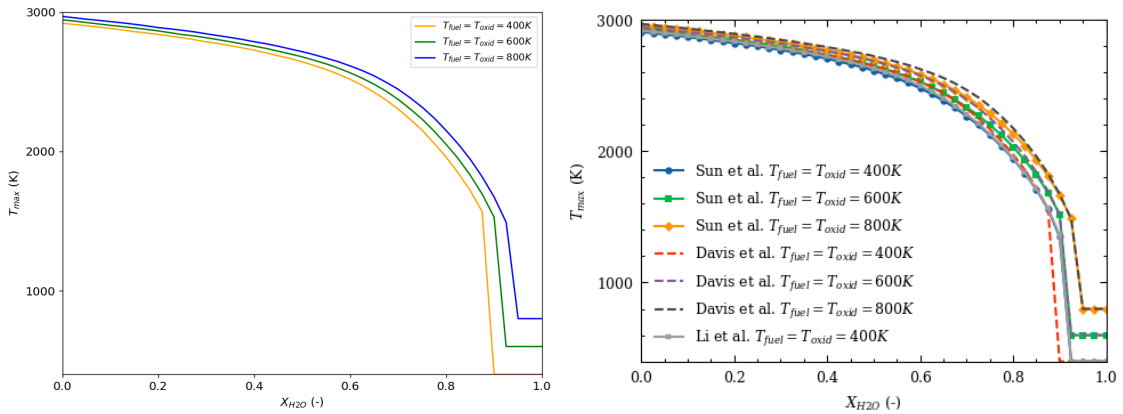 3000
2000
1000
T_max (K)
0.0 0.2 0.4 0.6 0.8 1.0
X_H2O (-)
T_fuel = T_oxid = 400K
T_fuel = T_oxid = 600K
T_fuel = T_oxid = 800K
3000
2000
1000
T_max (K)
Sun et al. T_fuel = T_oxid = 400K
Sun et al. T_fuel = T_oxid = 600K
Sun et al. T_fuel = T_oxid = 800K
Davis et al. T_fuel = T_oxid = 400K
Davis et al. T_fuel = T_oxid = 600K
Davis et al. T_fuel = T_oxid = 800K
Li et al. T_fuel = T_oxid = 400K
0.0 0.2 0.4 0.6 0.8 1.0
X_H2O (-)